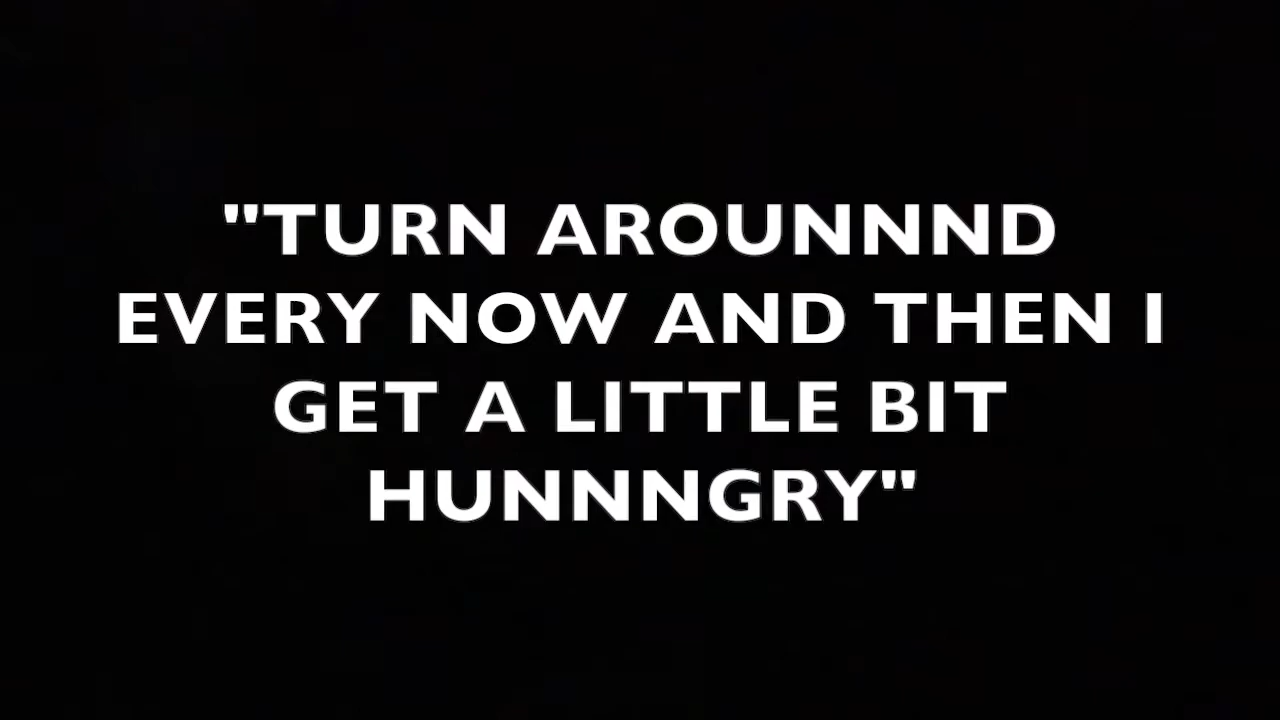 "TURN AROUNNND
EVERY NOW AND THEN I
GET A LITTLE BIT
HUNNNGRY"